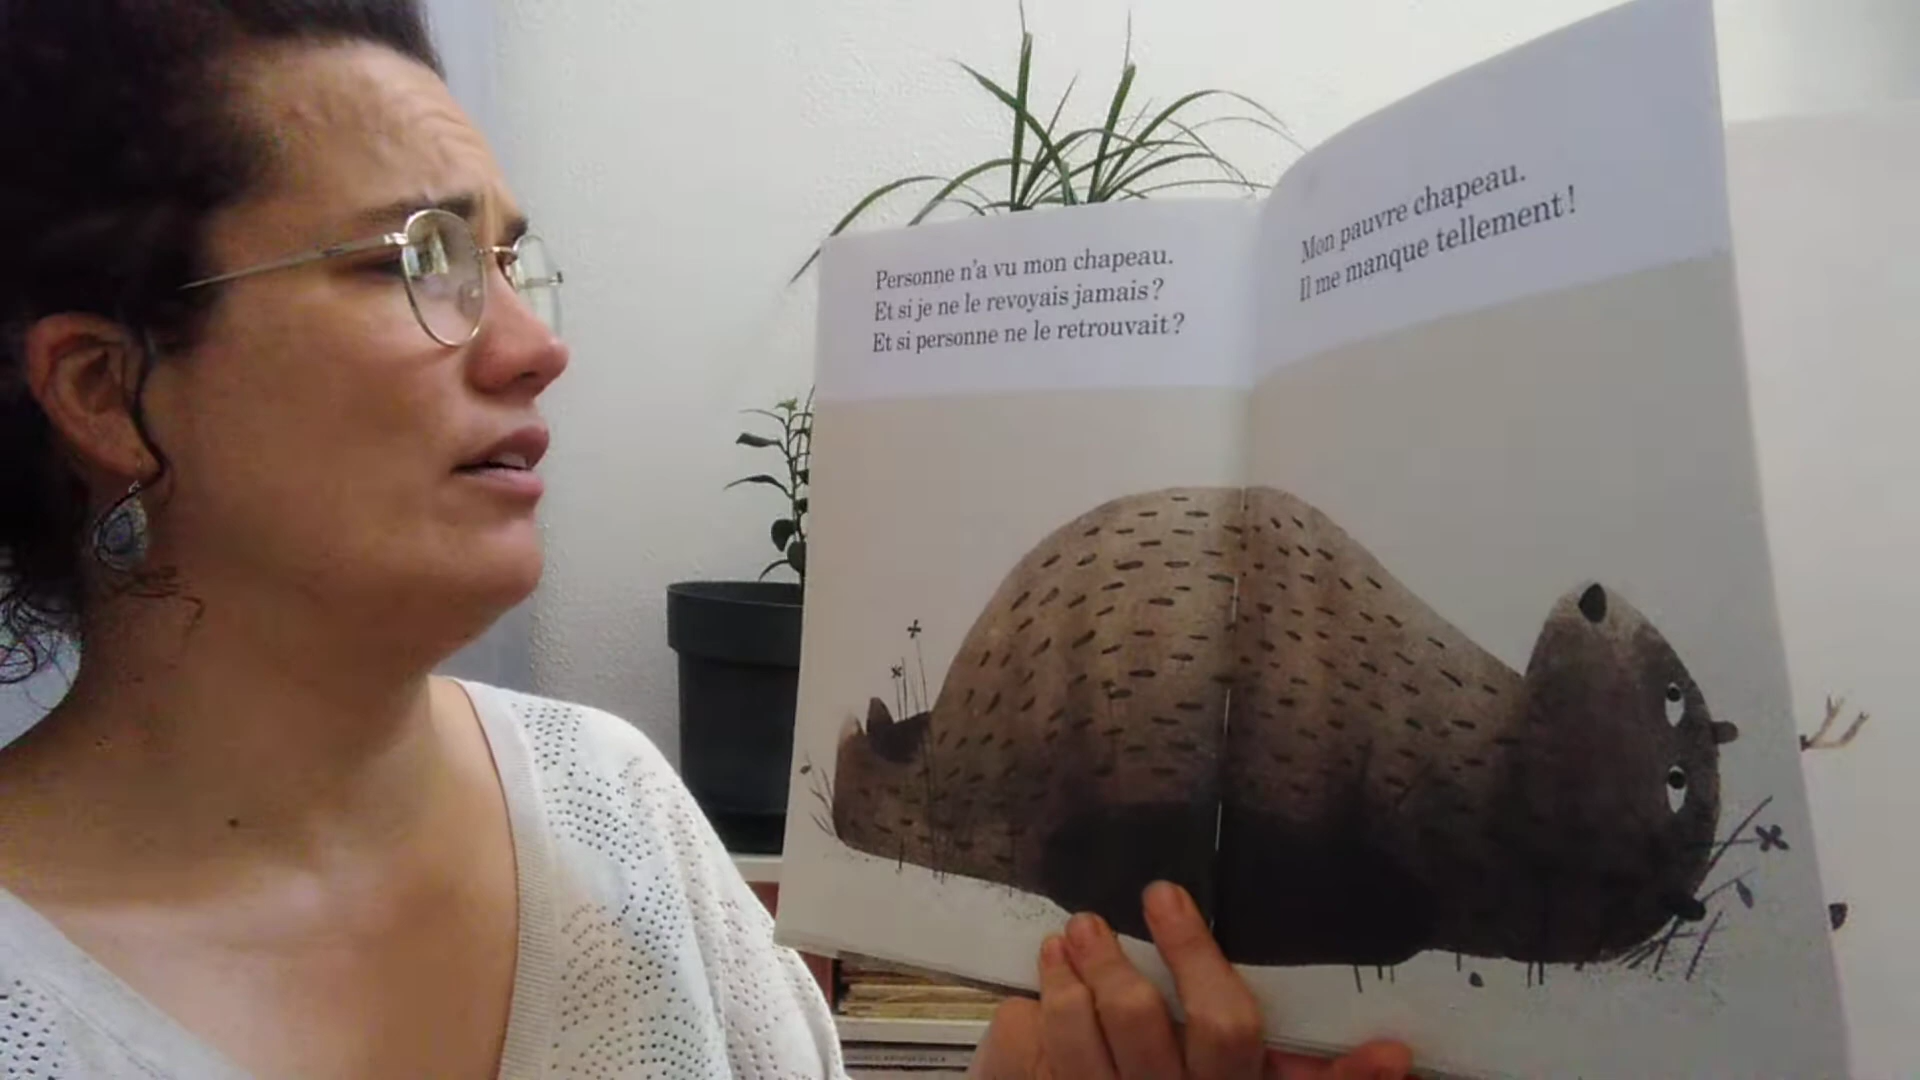 Personne n'a vu mon chapeau.
Et si je ne le revoyais jamais ?
Et si personne ne le retrouvait ?
Mon pauvre chapeau.
Il me manque tellement !